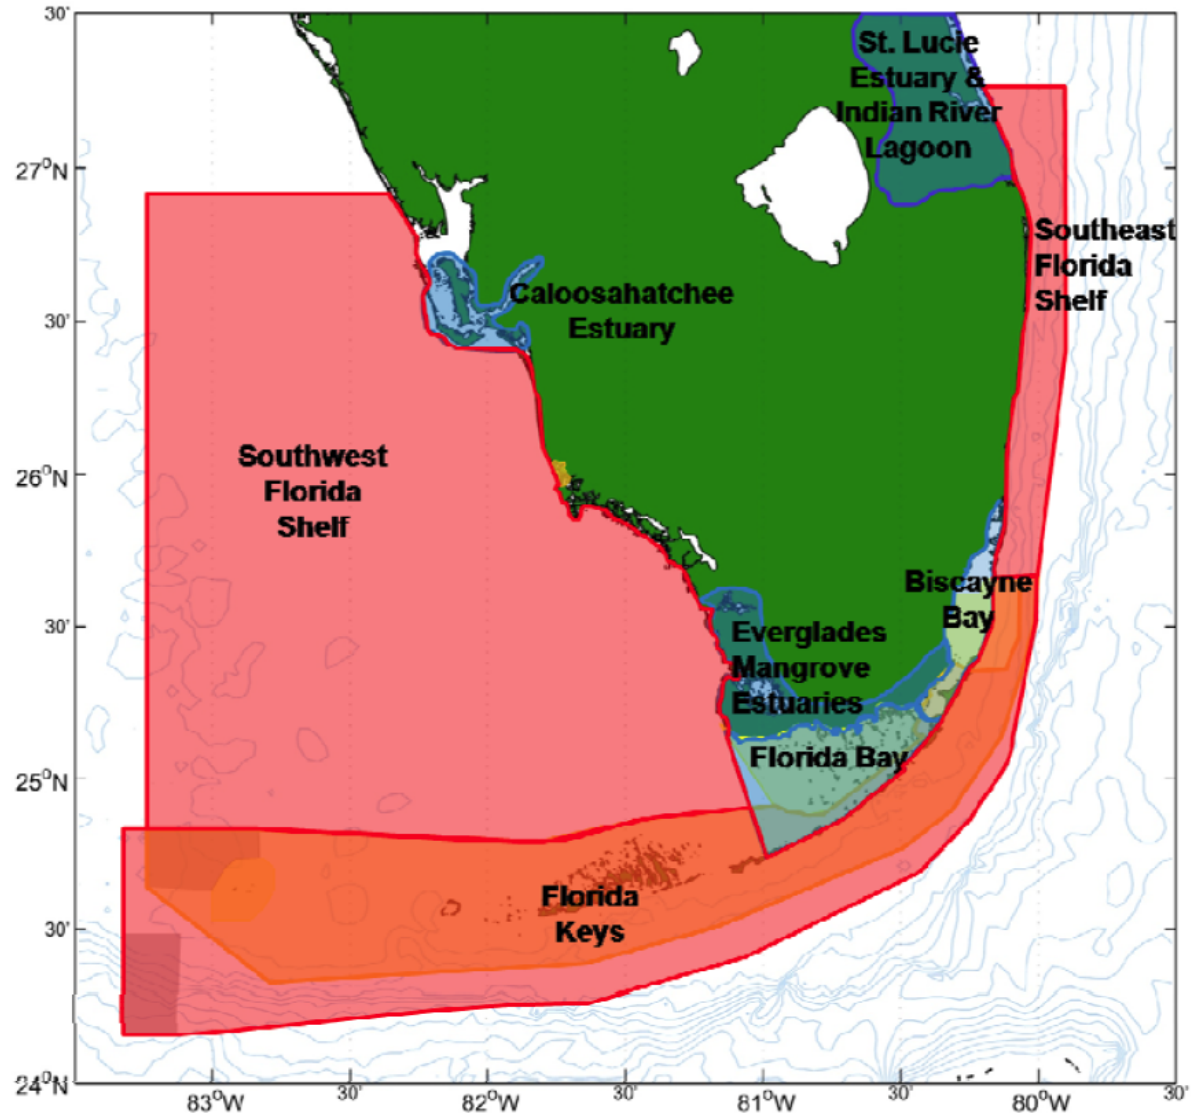 30'
St. Lucie
Estuary &
Indian River
Lagoon
27°N
Southeast
Florida
Shelf
Caloosahatchee
Estuary
30'
Southwest
Florida
Shelf
26°N
Biscayne
Bay
30'
Everglades
Mangrove
Estuaries
Florida Bay
25°N
Florida
Keys
30'
24°N
83°W 30' 82°W 30' 81°W 30' 80°W 30'